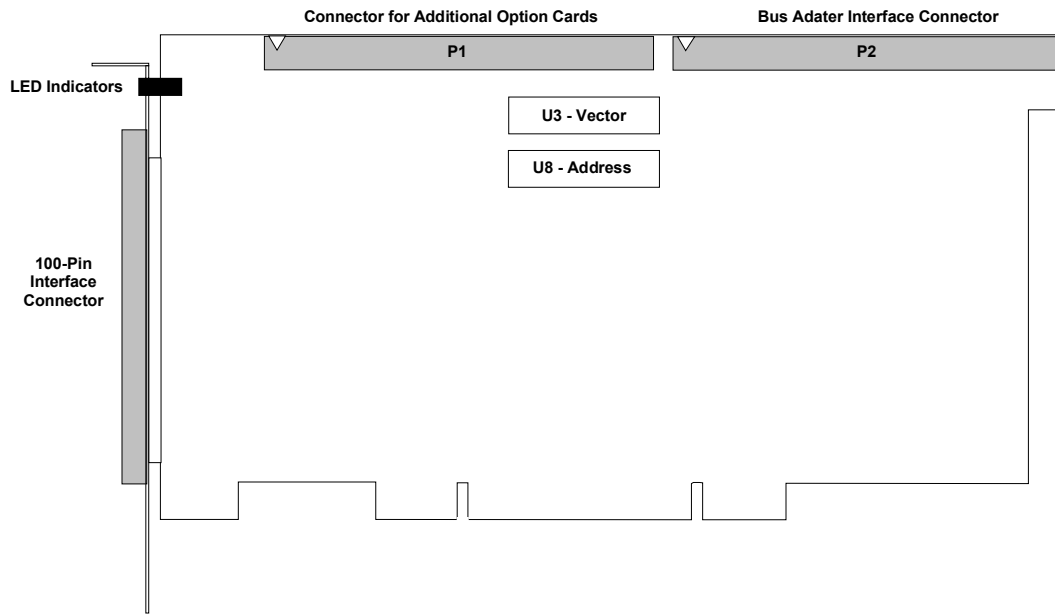 Connector for Additional Option Cards
Bus Adater Interface Connector
P1
P2
LED Indicators
U3 - Vector
U8 - Address
100-Pin
Interface
Connector